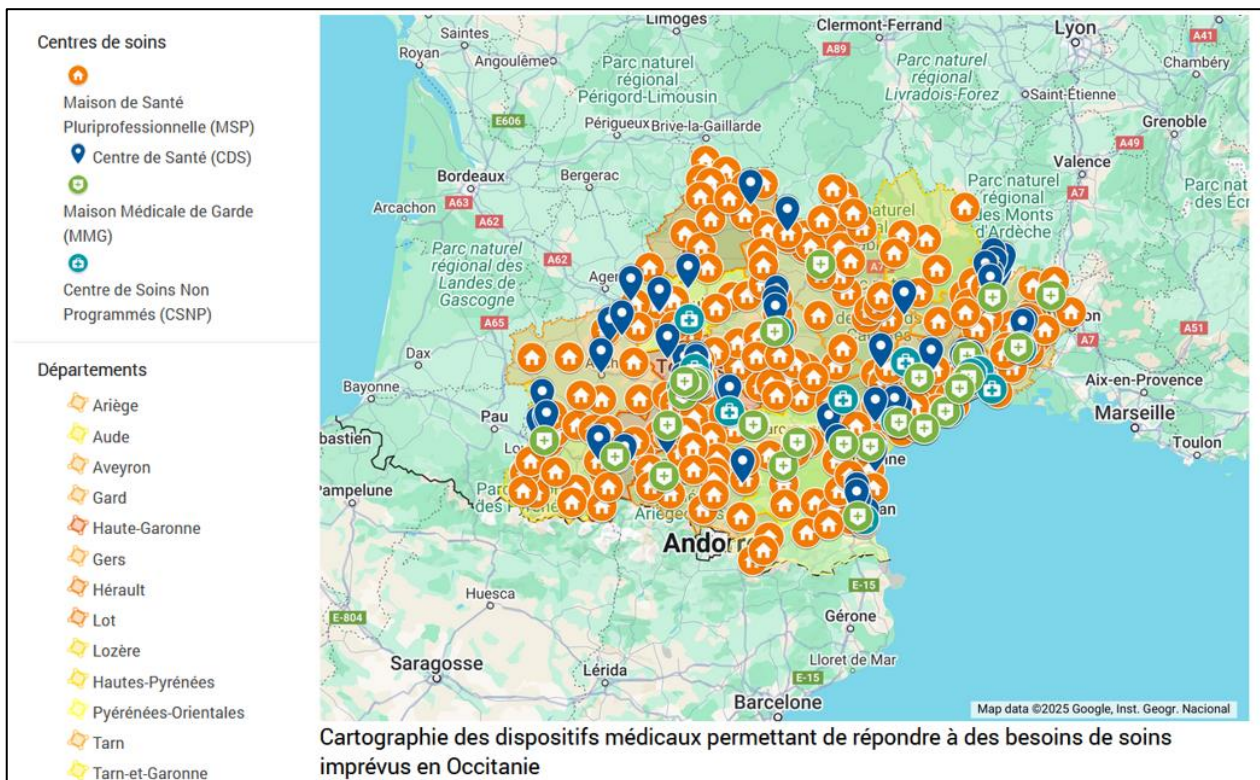 Centres de soins
Maison de Santé
Pluriprofessionnelle (MSP)
Centre de Santé (CDS)
Maison Médicale de Garde
(MMG)
Centre de Soins Non
Programmés (CSNP)
Départements
Ariège
Aude
Aveyron
Gard
Haute-Garonne
Gers
Hérault
Lot
Lozère
Hautes-Pyrénées
Pyérénées-Orientales
Tarn
Tarn-et-Garonne
Limoges
Clermont-Ferrand
Lyon
A41
Saintes
Royan
Angoulême
A89
Chambéry
Parc naturel
régional
Périgord-Limousin
Parc naturel
régional
Livradois-Forez
Saint-Étienne
E606
Périgueux
Brive-la-Gaillarde
Grenoble
A49
Valence
Bordeaux
Bergerac
A7
Arcachon
A63
A62
Parc naturel
régional
des Monts
d'Ardèche
Parc nat
des Écr
Parc naturel
régional des
Landes de
Gascogne
A62
A65
A7
A51
Dax
Bayonne
Pau
Aix-en-Provence
Marseille
Toulon
bastien
Pampelune
Andorr
Huesca
E-15
E-804
Gérone
Saragosse
Lérida
Lloret de Mar
E-15
Barcelone
Map data ©2025 Google, Inst. Geogr. Nacional
Cartographie des dispositifs médicaux permettant de répondre à des besoins de soins
imprévus en Occitanie